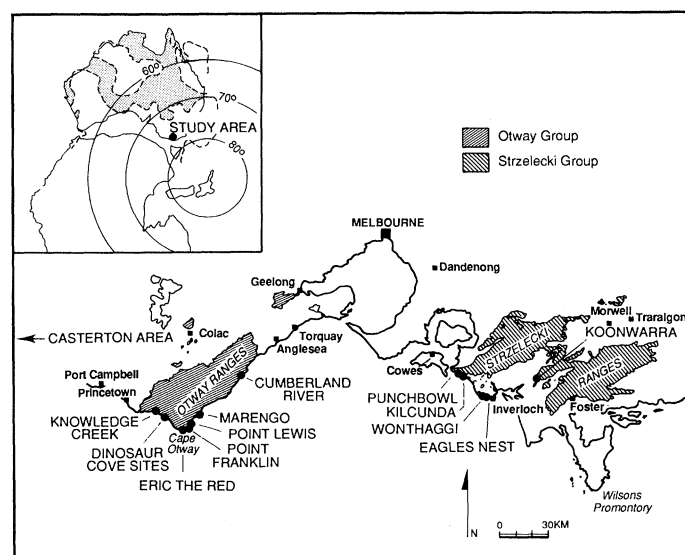 60°
70°
STUDY AREA
80°
Otway Group
Strzelecki Group
MELBOURNE
Dandenong
Geelong
Morwell
Traralgon
CASTERTON AREA
Colac
Torquay
Anglesea
KOONWARRA
STRZELECKI
RANGES
OTWAY RANGES
Cowes
Port Campbell
Princetown
CUMBERLAND
RIVER
PUNCHBOWL
KILCUNDA
WONTHAGGI
Inverloch
Foster
EAGLES NEST
KNOWLEDGE
CREEK
MARENGO
POINT LEWIS
POINT
FRANKLIN
Cape
Otway
DINOSAUR
COVE SITES
ERIC THE RED
Wilsons
Promontory
N
0 30KM